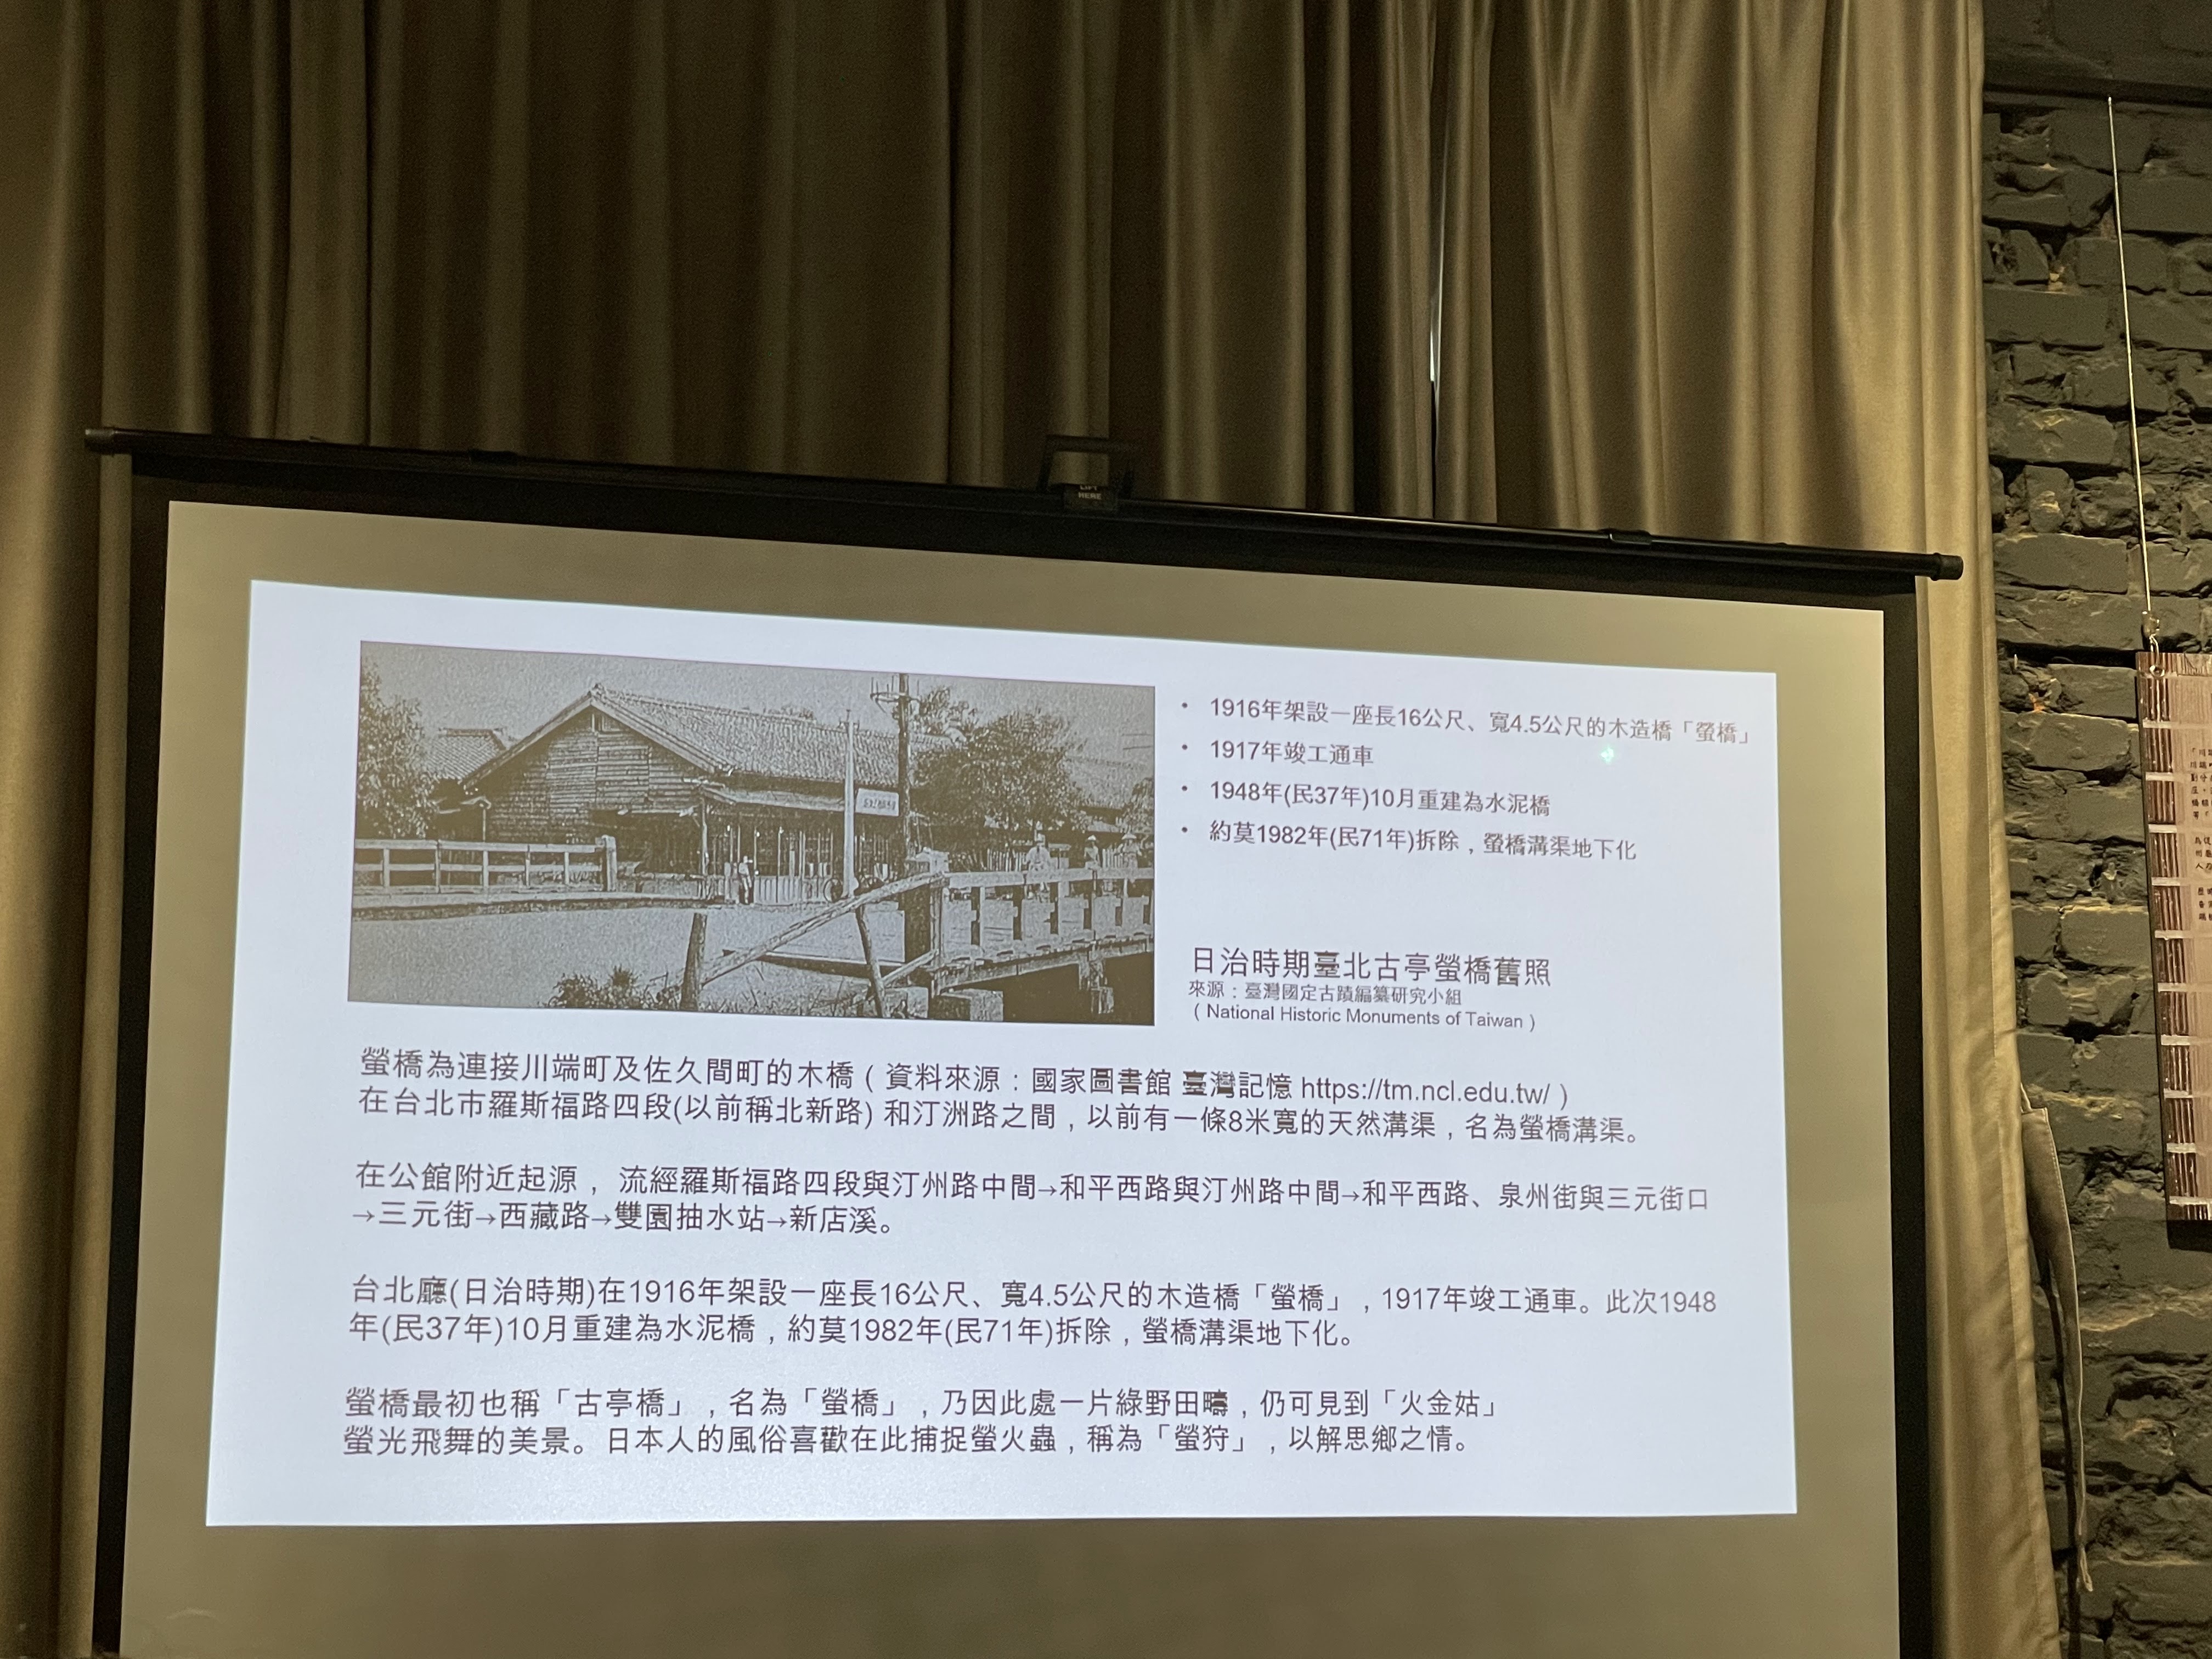 LIFT
HERE
• 1916年架設一座長16公尺、寬4.5公尺的木造橋「螢橋」
• 1917年竣工通車
• 1948年(民37年)10月重建為水泥橋
• 約莫1982年(民71年)拆除，螢橋溝渠地下化
日治時期臺北古亭螢橋舊照
來源：臺灣國定古蹟編纂研究小組
（National Historic Monuments of Taiwan）
螢橋為連接川端町及佐久間町的木橋（資料來源：國家圖書館 臺灣記憶 https://tm.ncl.edu.tw/）
在台北市羅斯福路四段(以前稱北新路) 和汀洲路之間，以前有一條8米寬的天然溝渠，名為螢橋溝渠。
在公館附近起源， 流經羅斯福路四段與汀州路中間→和平西路與汀州路中間→和平西路、泉州街與三元街口
→三元街→西藏路→雙園抽水站→新店溪。
台北廳(日治時期)在1916年架設一座長16公尺、寬4.5公尺的木造橋「螢橋」，1917年竣工通車。此次1948
年(民37年)10月重建為水泥橋，約莫1982年(民71年)拆除，螢橋溝渠地下化。
螢橋最初也稱「古亭橋」，名為「螢橋」，乃因此處一片綠野田疇，仍可見到「火金姑」
螢光飛舞的美景。日本人的風俗喜歡在此捕捉螢火蟲，稱為「螢狩」，以解思鄉之情。